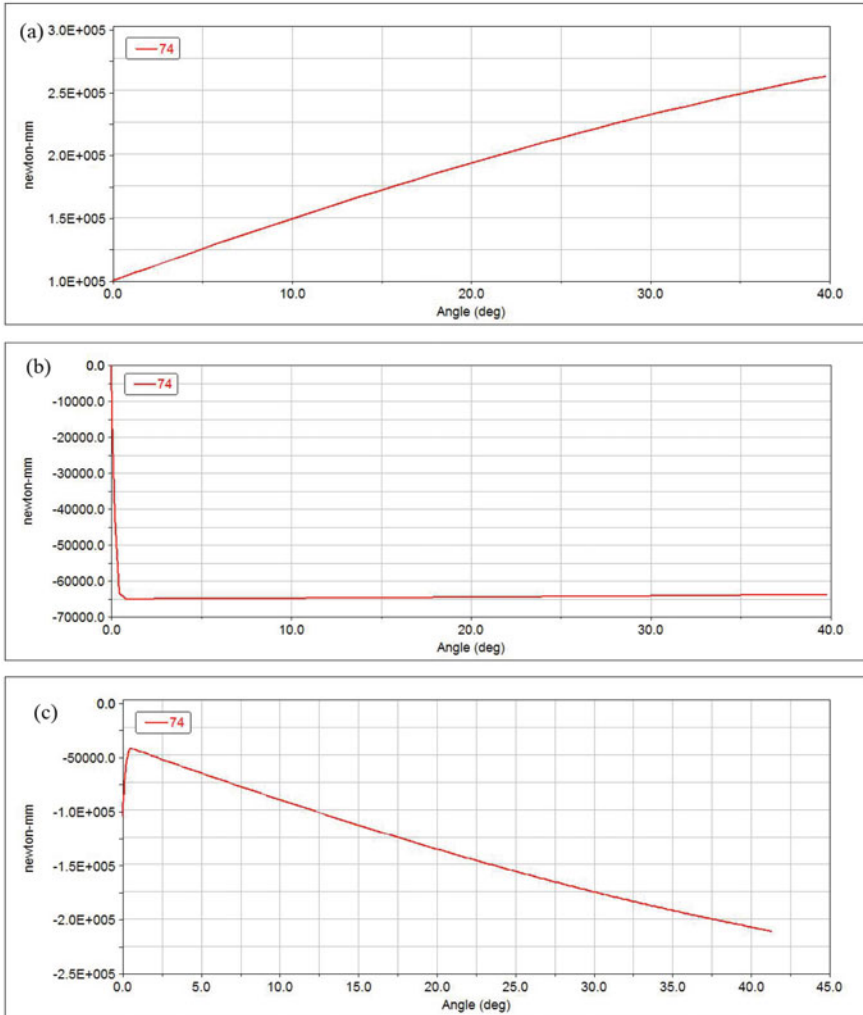 (a)
3.0E+005
74
2.5E+005
newton-mm
2.0E+005
1.5E+005
1.0E+005
0.0 10.0 20.0 30.0 40.0
Angle (deg)
(b)
0.0
74
-10000.0
-20000.0
newton-mm
-30000.0
-40000.0
-50000.0
-60000.0
-70000.0
0.0 10.0 20.0 30.0 40.0
Angle (deg)
(c)
0.0
74
-50000.0
newton-mm
-1.0E+005
-1.5E+005
-2.0E+005
-2.5E+005
0.0 5.0 10.0 15.0 20.0 25.0 30.0 35.0 40.0 45.0
Angle (deg)